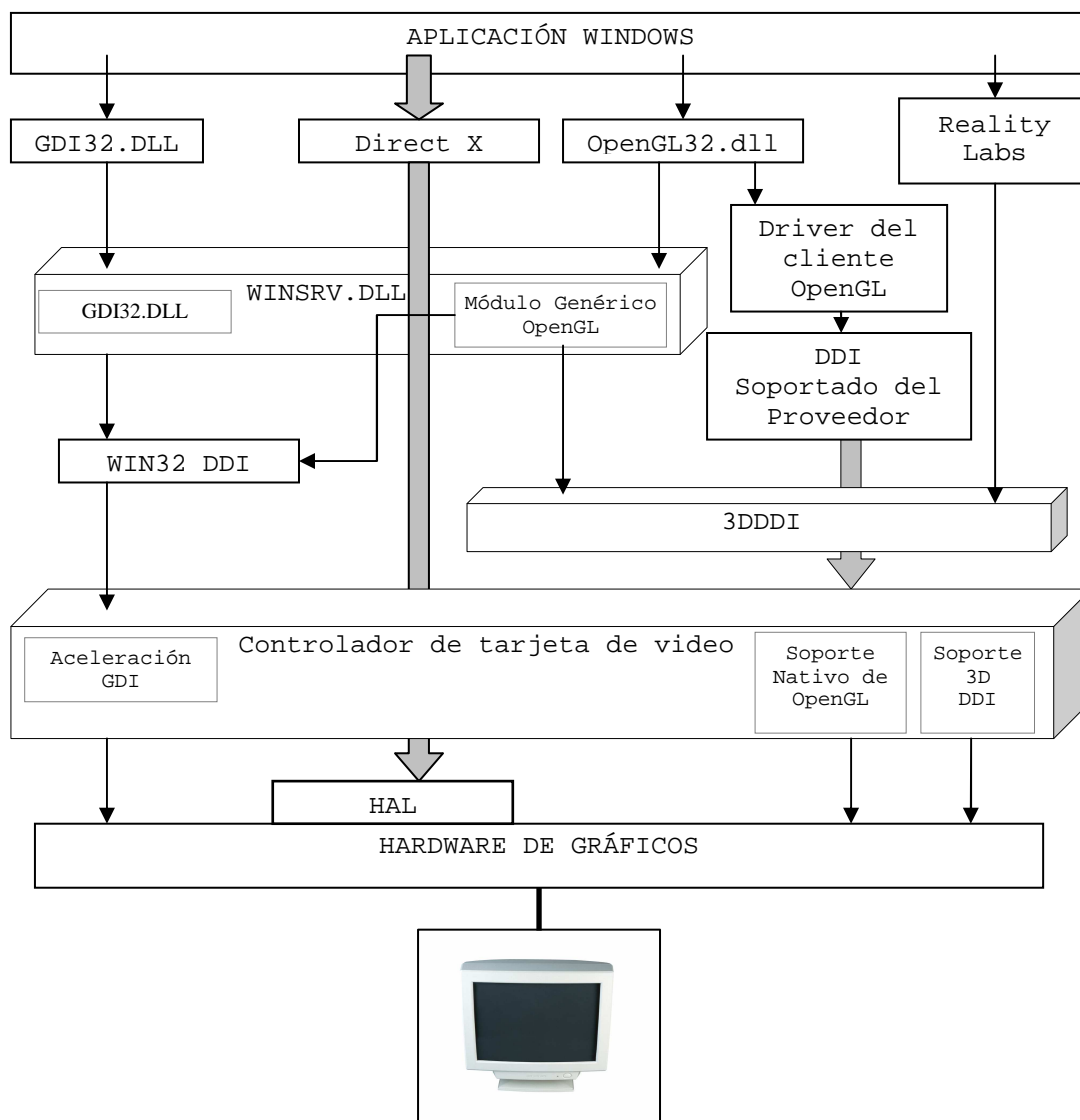 APLICACIÓN WINDOWS
GDI32.DLL
Direct X
OpenGL32.dll
Reality
Labs
Driver del
cliente
OpenGL
WINSRV.DLL
GDI32.DLL
Módulo Genérico
OpenGL
DDI
Soportado del
Proveedor
WIN32 DDI
3DDDI
Controlador de tarjeta de video
Aceleración
GDI
Soporte
Nativo de
OpenGL
Soporte
3D
DDI
HAL
HARDWARE DE GRÁFICOS